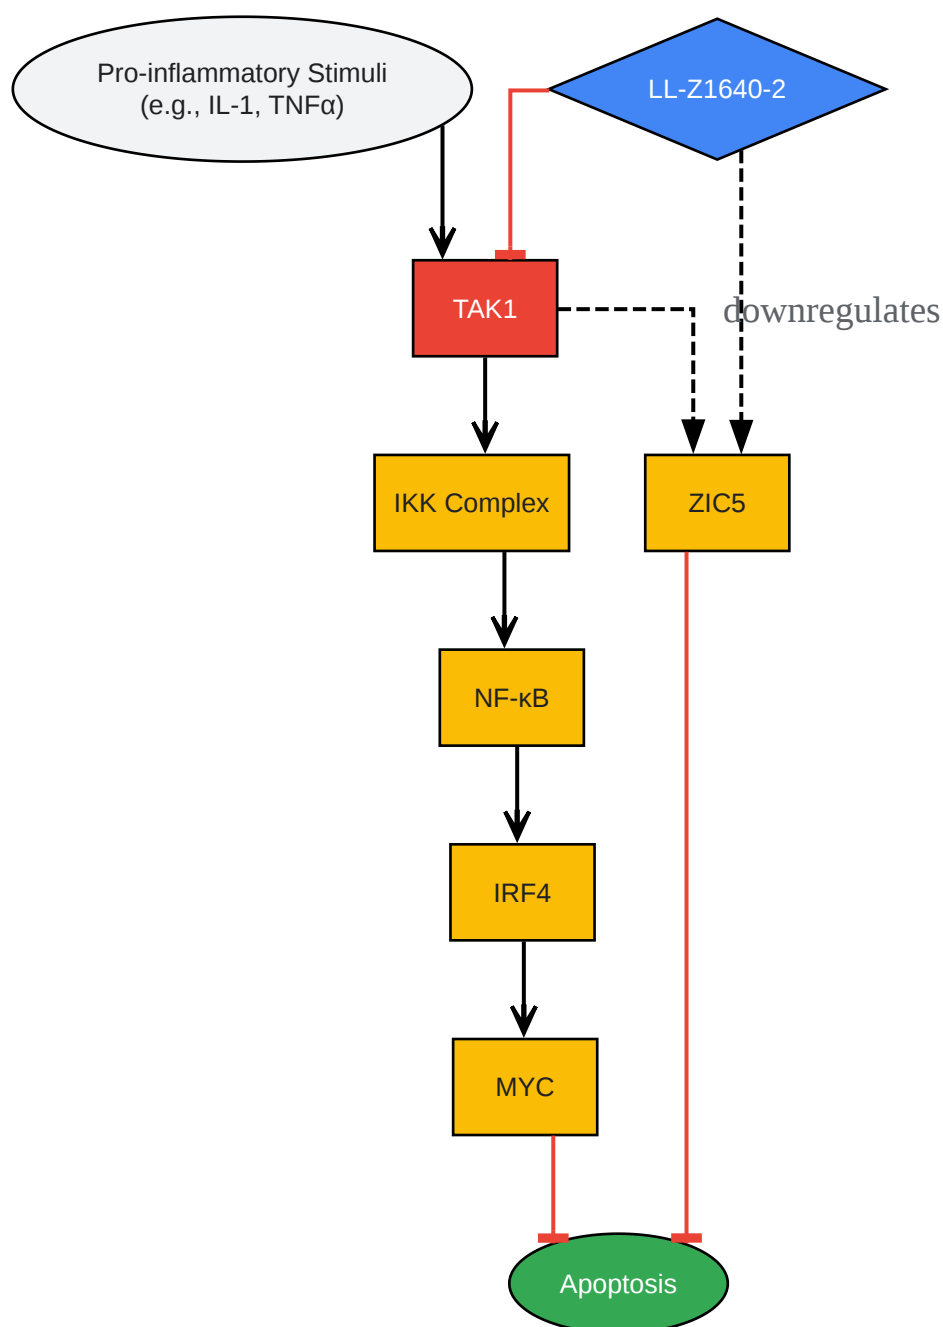 Pro-inflammatory Stimuli
(e.g., IL-1, TNFα)
LL-Z1640-2
TAK1
downregulates
IKK Complex
ZIC5
NF-κB
IRF4
MYC
Apoptosis